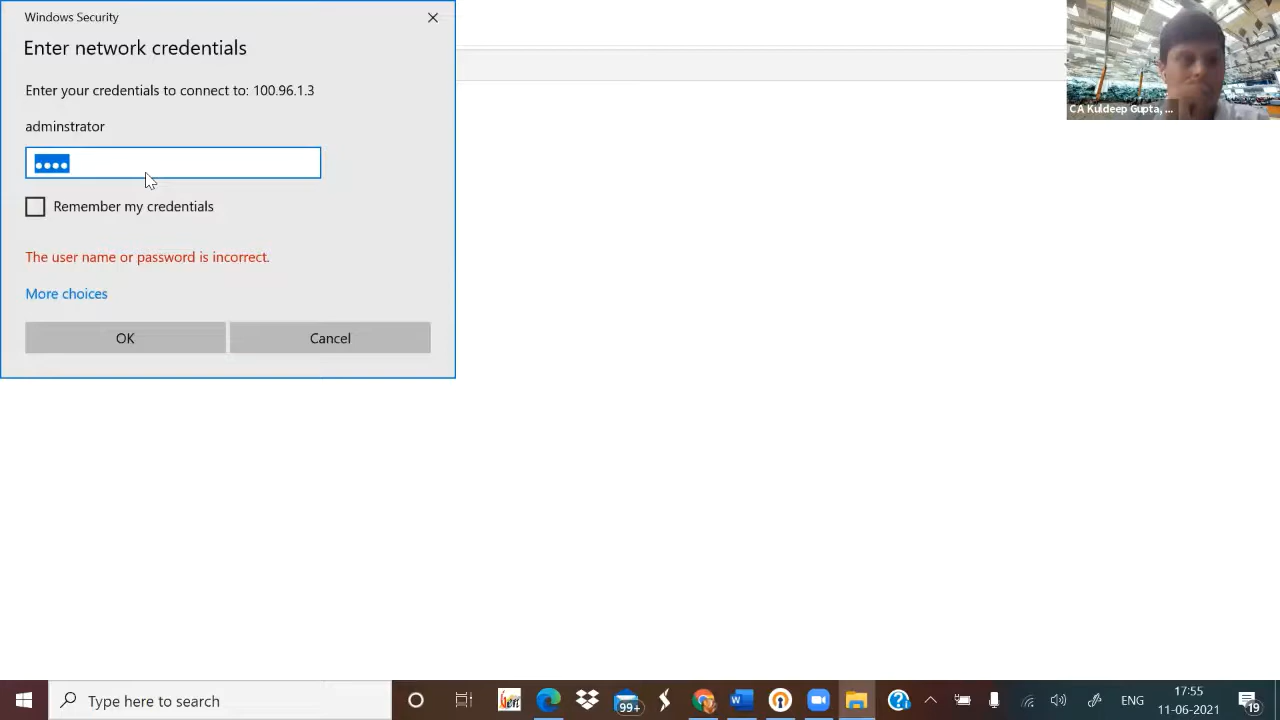 Windows Security
Enter network credentials
Enter your credentials to connect to: 100.96.1.3
adminstrator
Remember my credentials
The user name or password is incorrect.
More choices
OK
Cancel
C A Kuldeep Gupta, ...
Type here to search
99+
ENG
17:55
11-06-2021
19